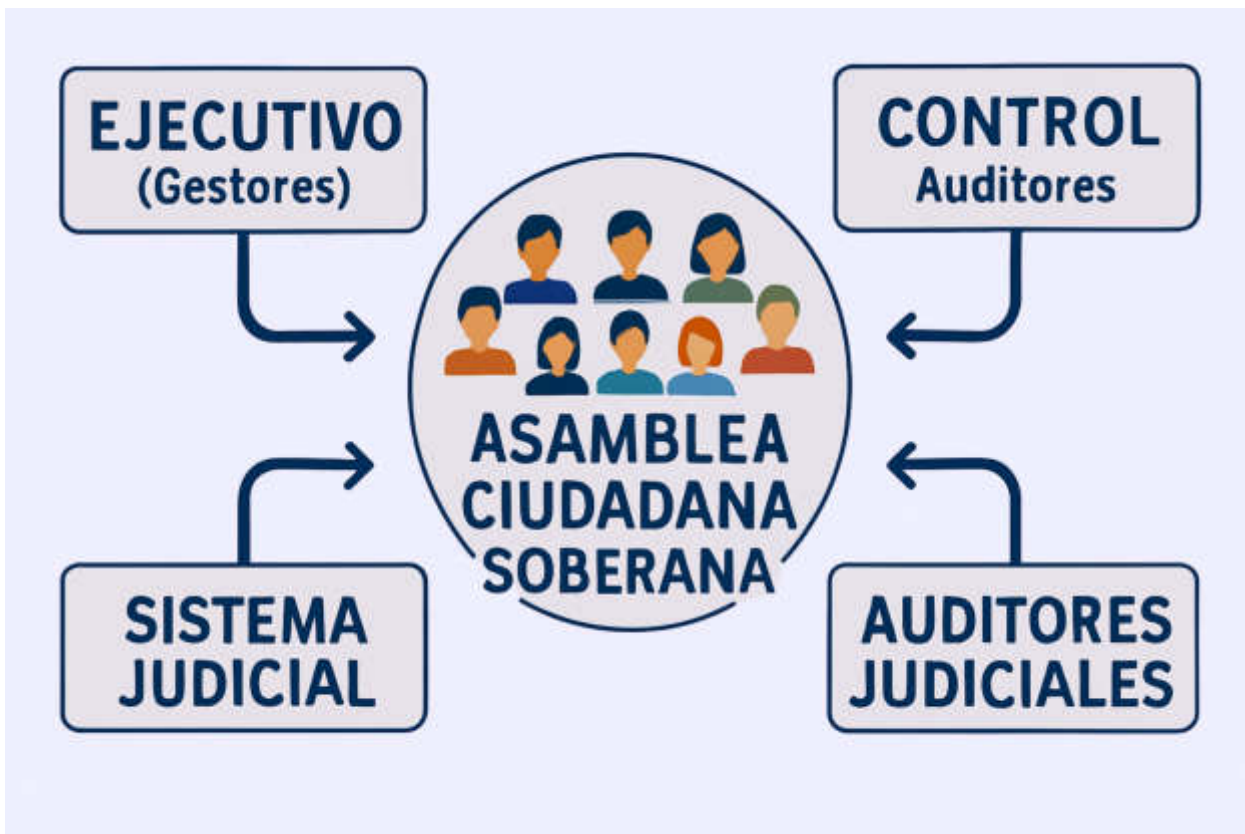 EJECUTIVO
(Gestores)
CONTROL
Auditores
ASAMBLEA
CIUDADANA
SOBERANA
SISTEMA
JUDICIAL
AUDITORES
JUDICIALES